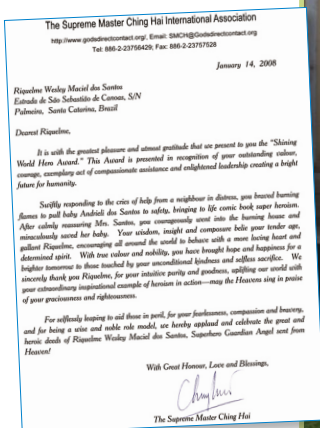 The Supreme Master Ching Hai International Association
http://www.godsdirectcontact.org/, Email: SMCH@Godsdirectcontact.org
Tel: 886-2-23756429; Fax: 886-2-23757528
January 14, 2008
Riquelme Wesley Maciel dos Santos
Estrada de São Sebastião de Canoas, S/N
Palmeira, Santa Catarina, Brazil
Dearest Riquelme,
It is with the greatest pleasure and utmost gratitude that we present to you the "Shining
World Hero Award." This Award is presented in recognition of your outstanding valour,
courage, exemplary act of compassionate assistance and enlightened leadership creating a bright
future for humanity.
Swiftly responding to the cries of help from a neighbour in distress, you braved burning
flames to pull baby Andrieli dos Santos to safety, bringing to life comic book super heroism.
After calmly reassuring Mrs. Santos, you courageously went into the burning house and
miraculously saved her baby. Your wisdom, insight and composure belie your tender age,
gallant Riquelme, encouraging all around the world to behave with a more loving heart and
determined spirit. With true valour and nobility, you have brought hope and happiness for a
brighter tomorrow to those touched by your unconditional kindness and selfless sacrifice. We
sincerely thank you Riquelme, for your intuitive purity and goodness, uplifting our world with
your extraordinary inspirational example of heroism in action—may the Heavens sing in praise
of your graciousness and righteousness.
For selflessly leaping to aid those in peril, for your fearlessness, compassion and bravery,
and for being a wise and noble role model, we hereby applaud and celebrate the great and
heroic deeds of Riquelme Wesley Maciel dos Santos, Superhero Guardian Angel sent from
Heaven!
With Great Honour, Love and Blessings,
The Supreme Master Ching Hai